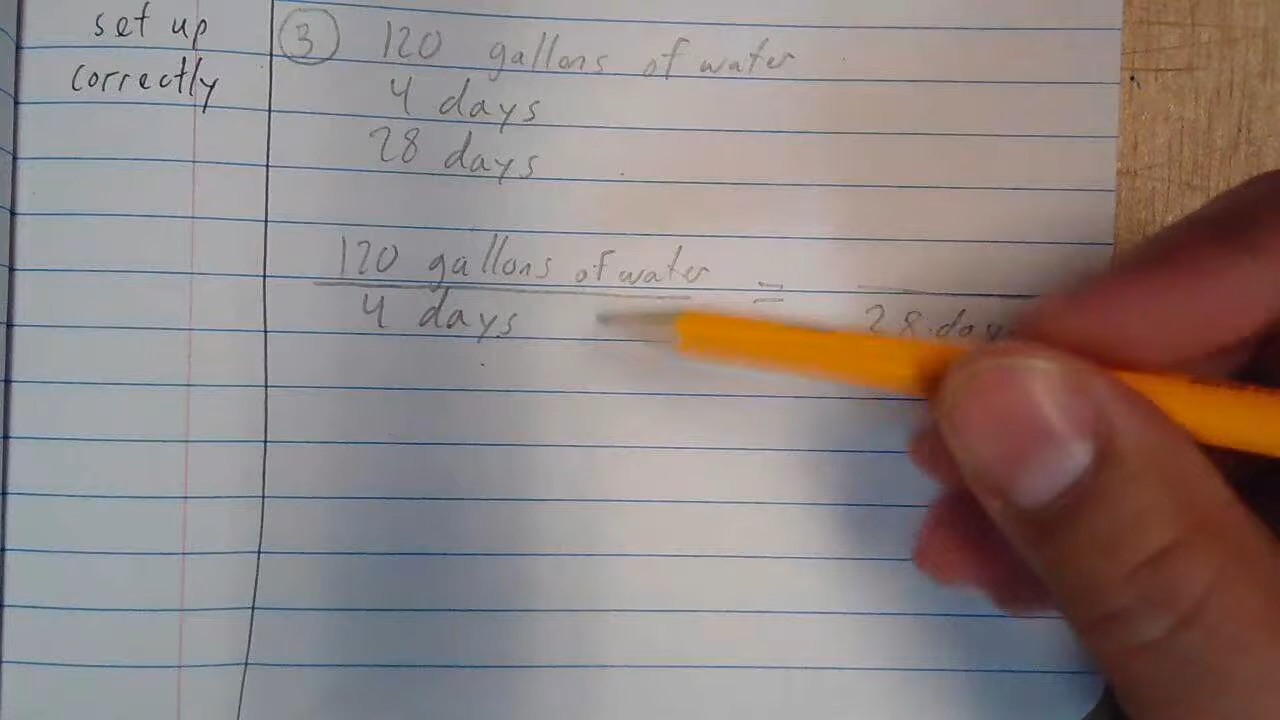 set up
correctly
3 120 gallons of water
4 days
28 days
120 gallons of water =
4 days 28 day